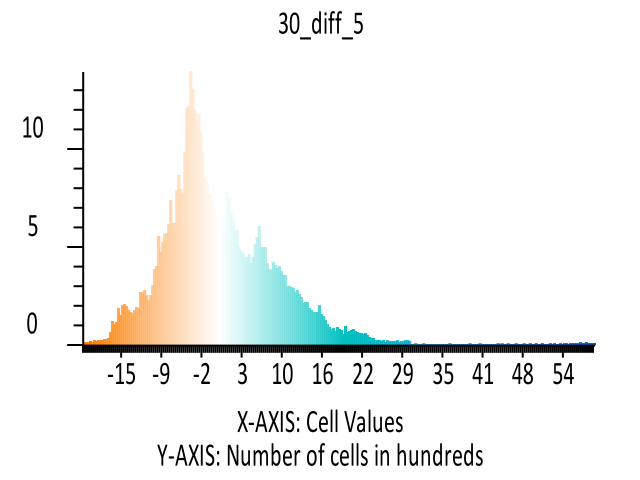 30_diff_5
10
5
0
-15 -9 -2 3 10 16 22 29 35 41 48 54
X-AXIS: Cell Values
Y-AXIS: Number of cells in hundreds